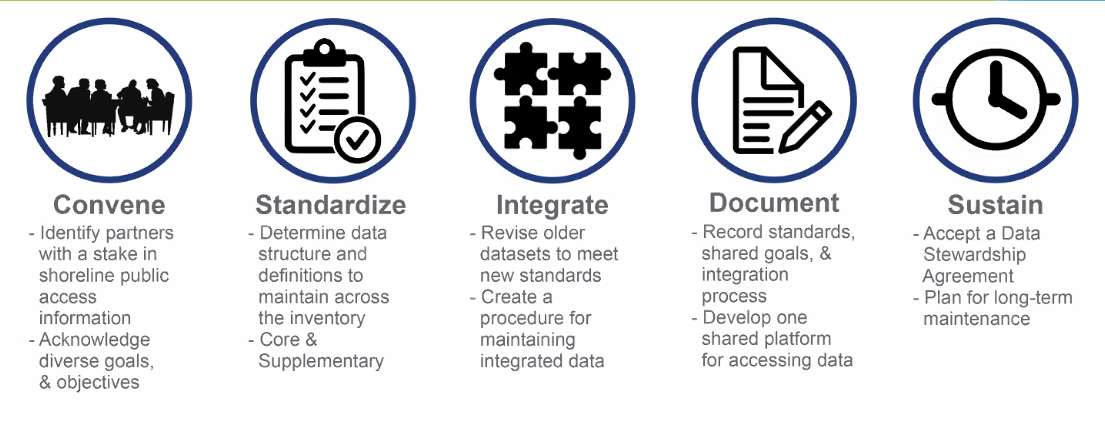 Convene
- Identify partners
with a stake in
shoreline public
access
information
- Acknowledge
diverse goals,
& objectives
Standardize
- Determine data
structure and
definitions to
maintain across
the inventory
- Core &
Supplementary
Integrate
- Revise older
datasets to meet
new standards
- Create a
procedure for
maintaining
integrated data
Document
- Record standards,
shared goals, &
integration
process
- Develop one
shared platform
for accessing data
Sustain
- Accept a Data
Stewardship
Agreement
- Plan for long-term
maintenance